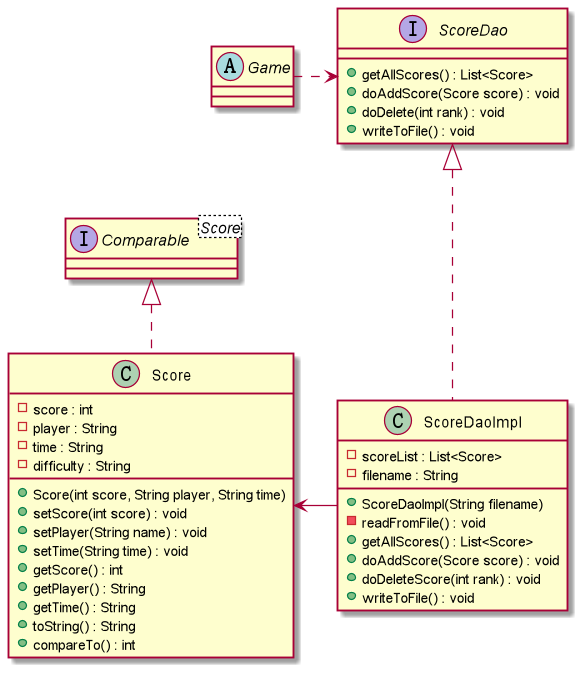 I ScoreDao
getAllScores() : List<Score>
doAddScore(Score score) : void
doDelete(int rank) : void
writeToFile() : void
A Game
I Comparable
Score
C Score
score : int
player : String
time : String
difficulty : String
Score(int score, String player, String time)
setScore(int score) : void
setPlayer(String name) : void
setTime(String time) : void
getScore() : int
getPlayer() : String
getTime() : String
toString() : String
compareTo() : int
C ScoreDaoImpl
scoreList : List<Score>
filename : String
ScoreDaoImpl(String filename)
readFromFile() : void
getAllScores() : List<Score>
doAddScore(Score score) : void
doDeleteScore(int rank) : void
writeToFile() : void